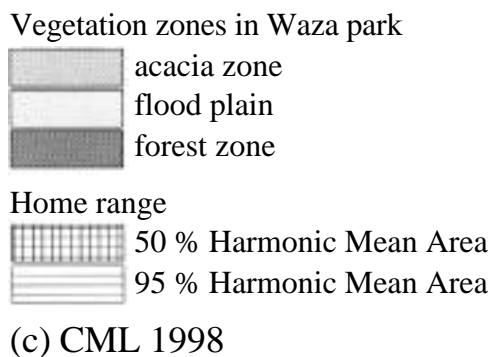 Vegetation zones in Waza park
acacia zone
flood plain
forest zone
Home range
50 % Harmonic Mean Area
95 % Harmonic Mean Area
(c) CML 1998